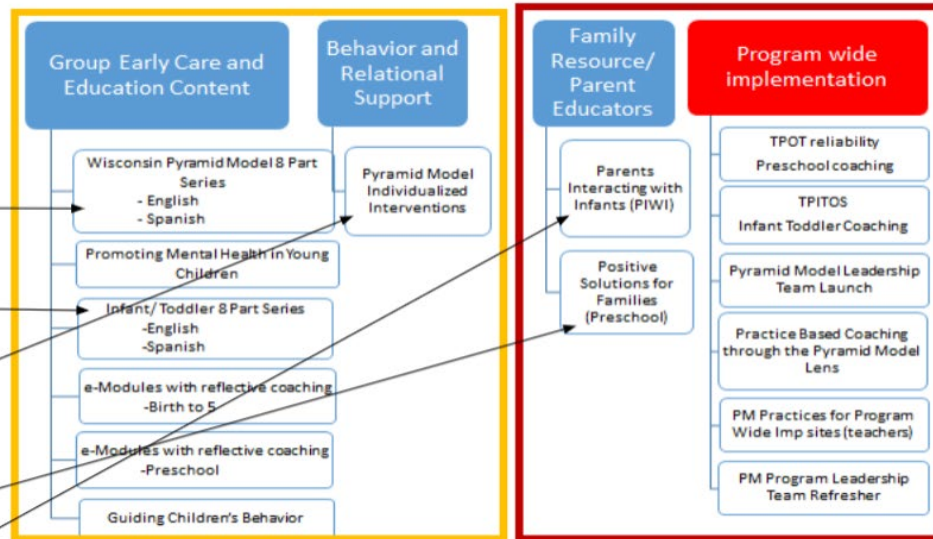 Group Early Care and
Education Content
Wisconsin Pyramid Model 8 Part
Series
- English
- Spanish
Promoting Mental Health in Young
Children
Infant/ Toddler 8 Part Series
-English
-Spanish
e-Modules with reflective coaching
-Birth to 5
e-Modules with reflective coaching
-Preschool
Guiding Children's Behavior
Behavior and
Relational
Support
Pyramid Model
Individualized
Interventions
Family
Resource/
Parent
Educators
Parents
Interacting with
Infants (PIWI)
Positive
Solutions for
Families
(Preschool)
Program wide
implementation
TPOT reliability
Preschool coaching
TPITOS
Infant Toddler Coaching
Pyramid Model Leadership
Team Launch
Practice Based Coaching
through the Pyramid Model
Lens
PM Practices for Program
Wide Imp sites (teachers)
PM Program Leadership
Team Refresher